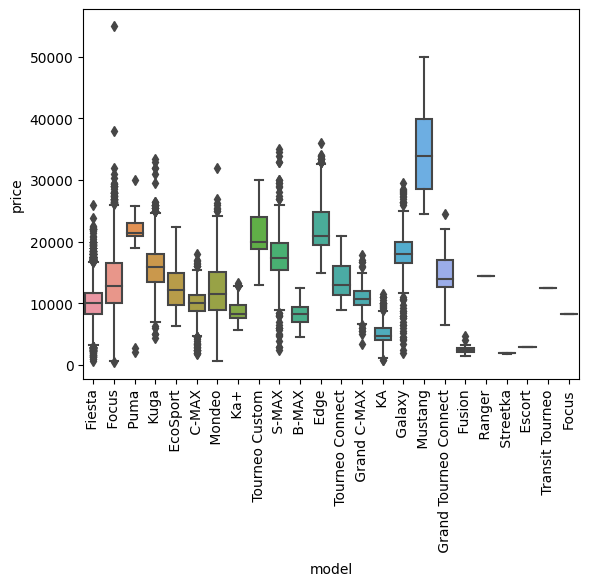 50000
40000
30000
20000
10000
0
price
Fiesta
Focus
Puma
Kuga
EcoSport
C-MAX
Mondeo
Ka+
Tourneo Custom
S-MAX
B-MAX
Edge
Tourneo Connect
Grand C-MAX
KA
Galaxy
Mustang
Grand Tourneo Connect
Fusion
Ranger
Streetka
Escort
Transit Tourneo
Focus
model